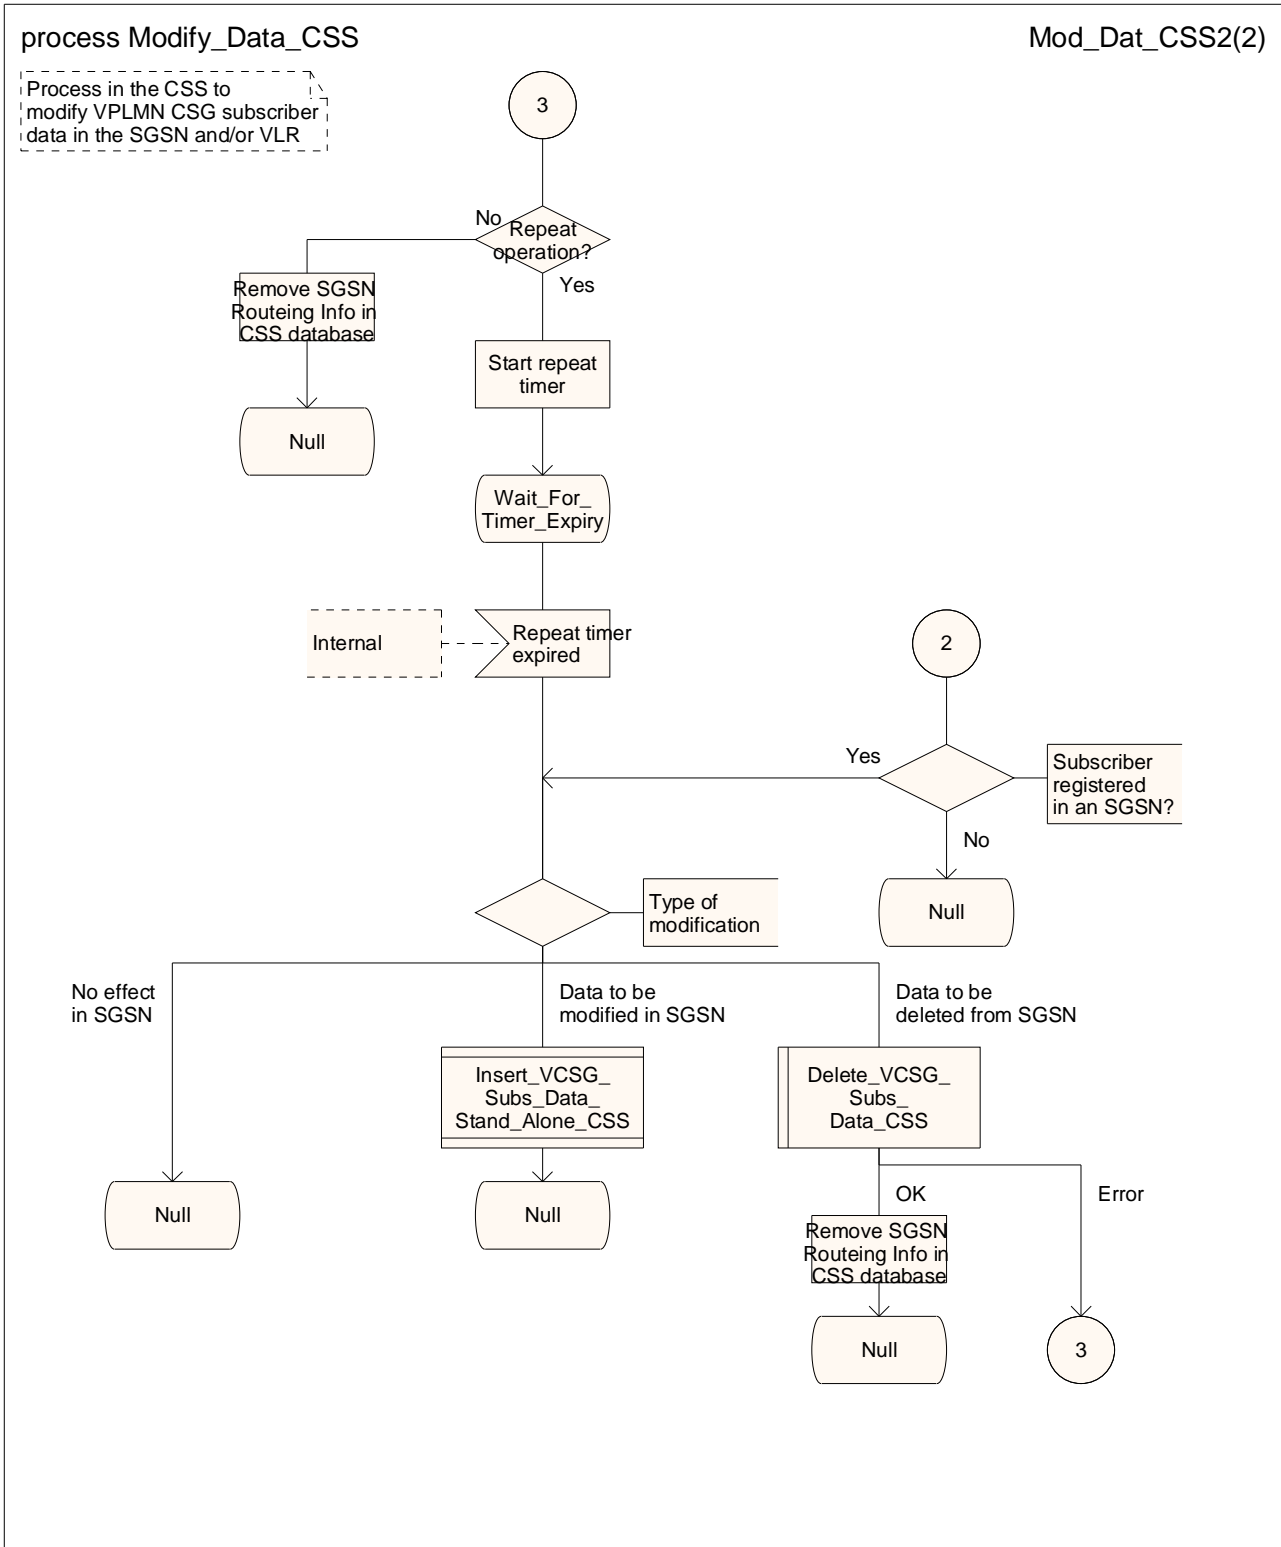 process Modify_Data_CSS
Mod_Dat_CSS2(2)
Process in the CSS to
modify VPLMN CSG subscriber
data in the SGSN and/or VLR
3
No
Repeat
operation?
Yes
Remove SGSN
Routeing Info in
CSS database
Start repeat
timer
Null
Wait_For_
Timer_Expiry
Internal
Repeat timer
expired
2
Yes
Subscriber
registered
in an SGSN?
No
Null
Type of
modification
No effect
in SGSN
Data to be
modified in SGSN
Data to be
deleted from SGSN
Insert_VCSG_
Subs_Data_
Stand_Alone_CSS
Delete_VCSG_
Subs_
Data_CSS
Null
Null
OK
Error
Remove SGSN
Routeing Info in
CSS database
Null
3